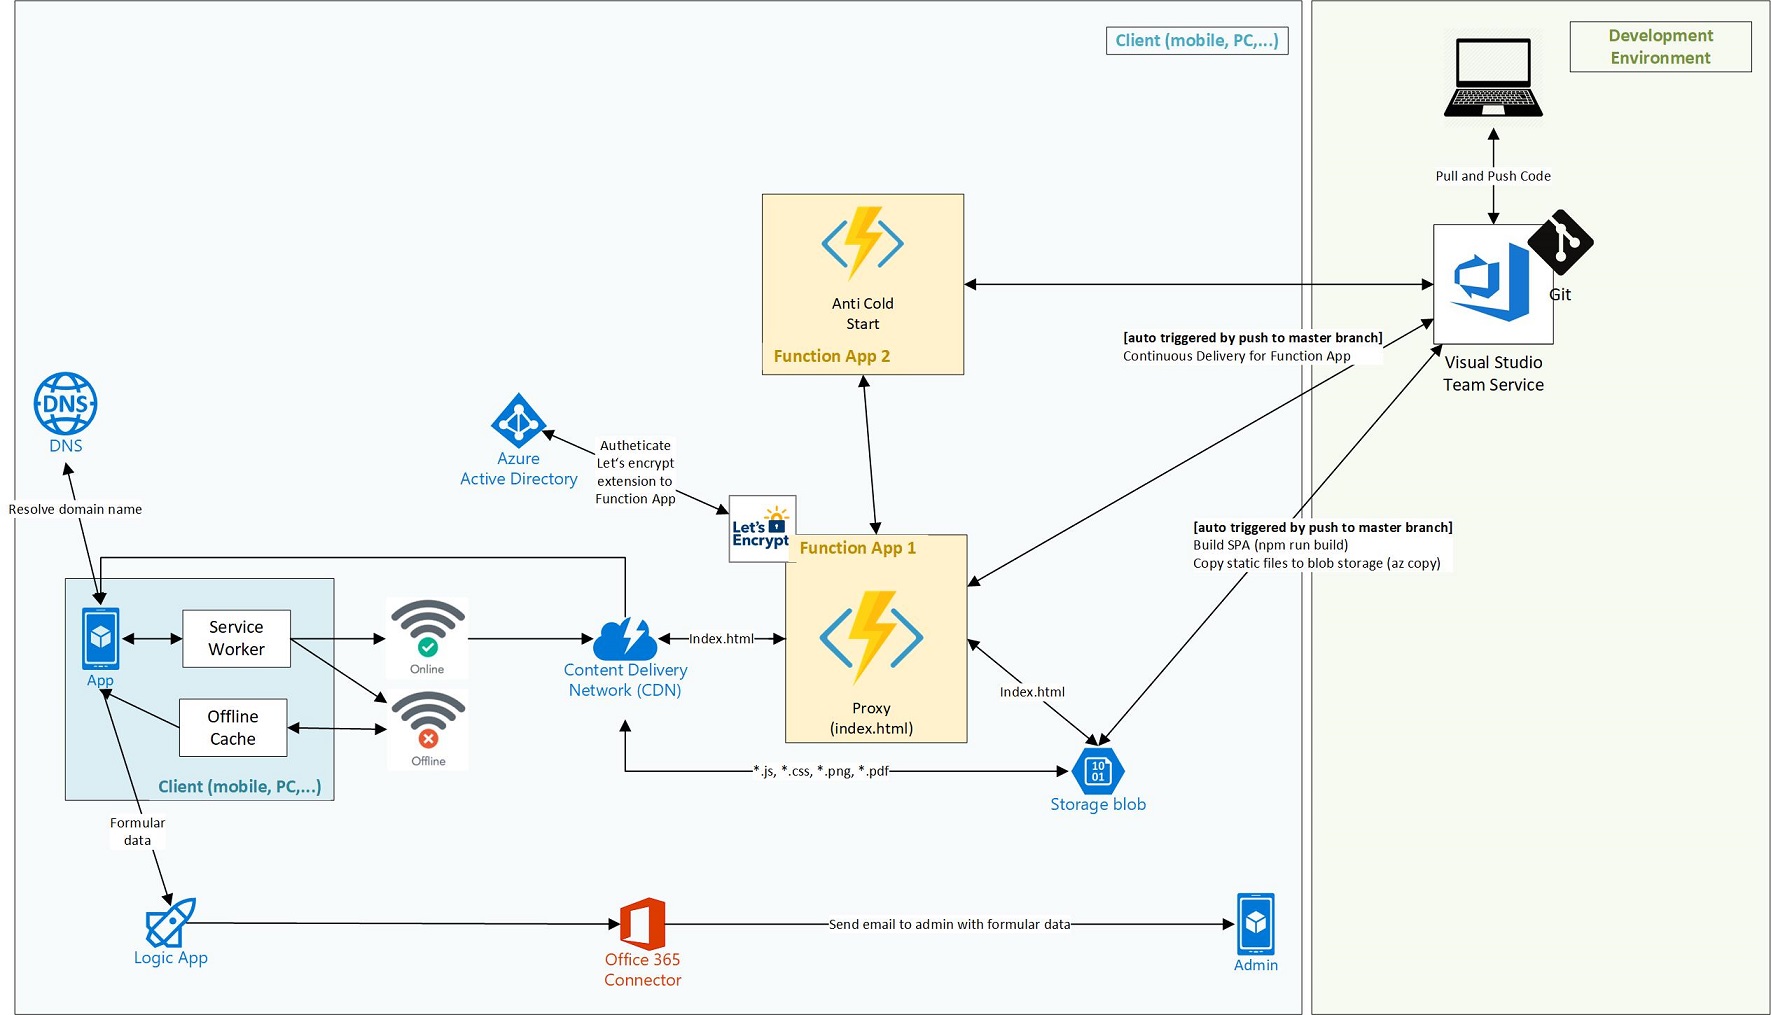 Client (mobile, PC,...)
Development
Environment
Pull and Push Code
Git
Visual Studio
Team Service
Anti Cold
Start
Function App 2
[auto triggered by push to master branch]
Continuous Delivery for Function App
DNS
DNS
Resolve domain name
Azure
Active Directory
Autheticate
Let's encrypt
extension to
Function App
Let's
Encrypt
Function App 1
Proxy
(index.html)
[auto triggered by push to master branch]
Build SPA (npm run build)
Copy static files to blob storage (az copy)
App
Service
Worker
Offline
Cache
Client (mobile, PC,...)
Online
Offline
Content Delivery
Network (CDN)
Index.html
Index.html
*.js, *.css, *.png, *.pdf
10
01
Storage blob
Formular
data
Logic App
Office 365
Connector
Send email to admin with formular data
Admin